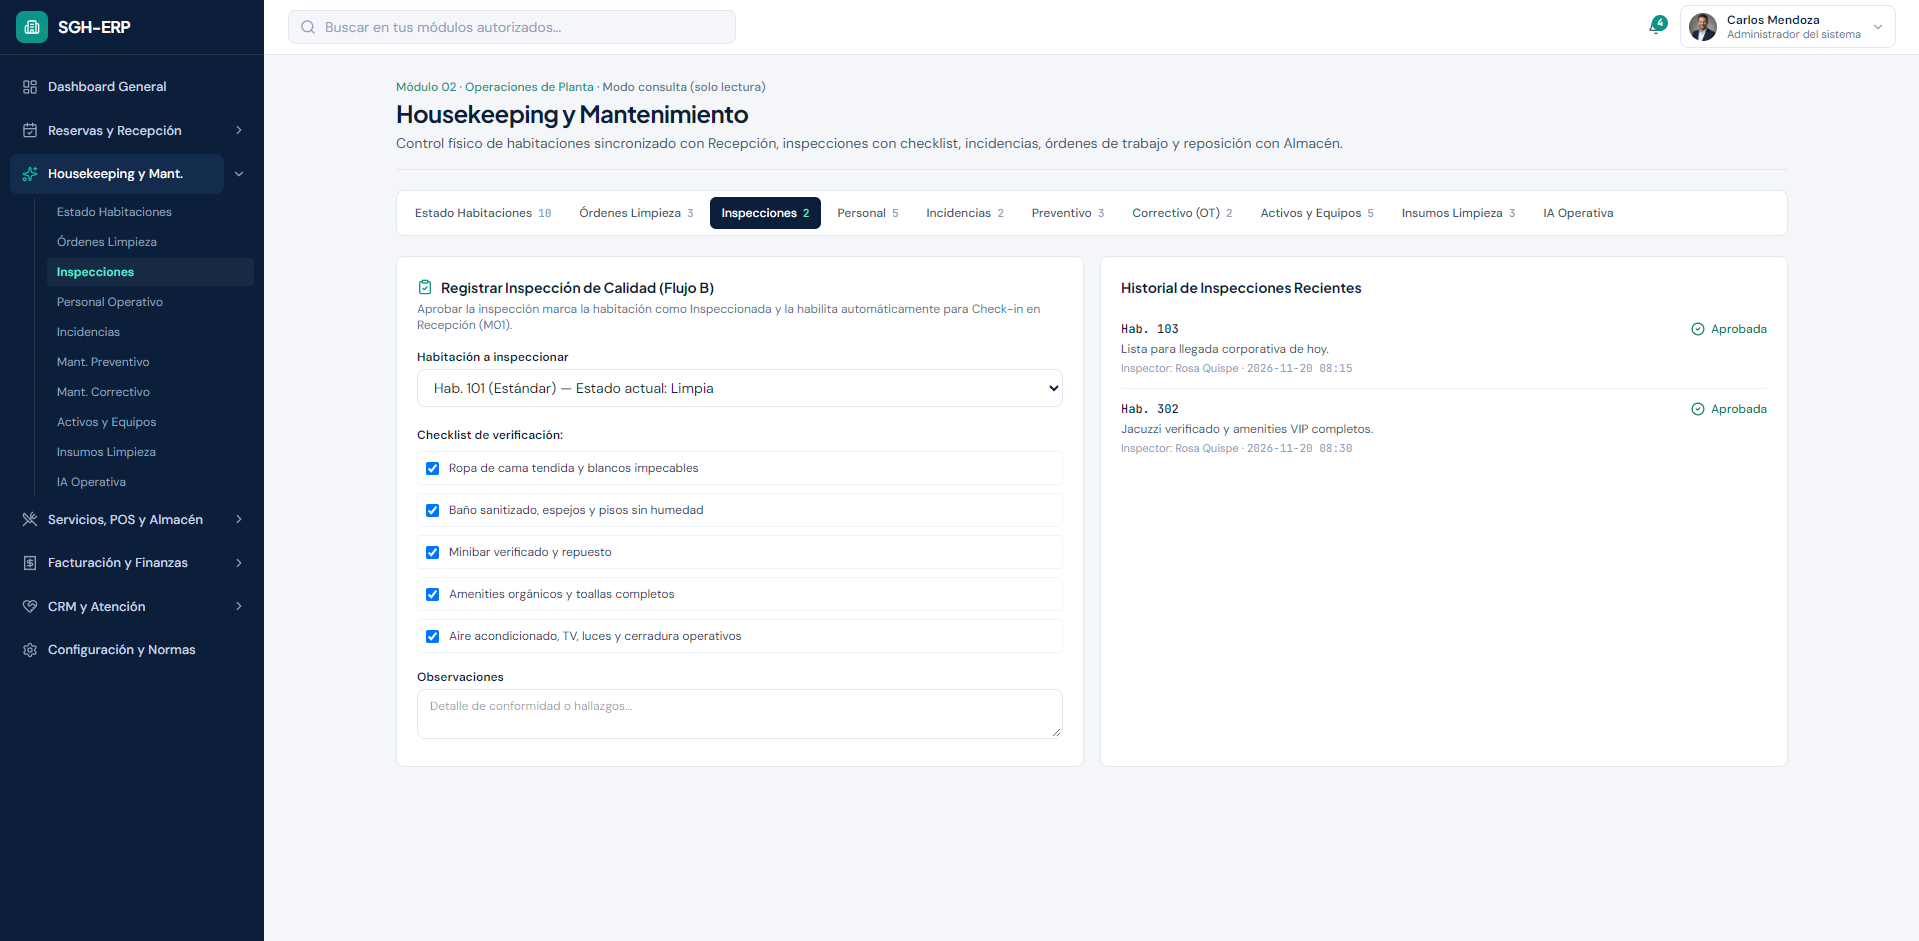 SGH-ERP
Buscar en tus módulos autorizados...
4
Carlos Mendoza
Administrador del sistema
Dashboard General
Reservas y Recepción
Housekeeping y Mant.
Estado Habitaciones
Órdenes Limpieza
Inspecciones
Personal Operativo
Incidencias
Mant. Preventivo
Mant. Correctivo
Activos y Equipos
Insumos Limpieza
IA Operativa
Servicios, POS y Almacén
Facturación y Finanzas
CRM y Atención
Configuración y Normas
Módulo 02 · Operaciones de Planta · Modo consulta (solo lectura)
Housekeeping y Mantenimiento
Control físico de habitaciones sincronizado con Recepción, inspecciones con checklist, incidencias, órdenes de trabajo y reposición con Almacén.
Estado Habitaciones 10 Órdenes Limpieza 3 Inspecciones 2 Personal 5 Incidencias 2 Preventivo 3 Correctivo (OT) 2 Activos y Equipos 5 Insumos Limpieza 3 IA Operativa
Registrar Inspección de Calidad (Flujo B)
Aprobar la inspección marca la habitación como Inspeccionada y la habilita automáticamente para Check-in en
Recepción (M01).
Habitación a inspeccionar
Hab. 101 (Estándar) — Estado actual: Limpia
Checklist de verificación:
Ropa de cama tendida y blancos impecables
Baño sanitizado, espejos y pisos sin humedad
Minibar verificado y repuesto
Amenities orgánicos y toallas completos
Aire acondicionado, TV, luces y cerradura operativos
Observaciones
Detalle de conformidad o hallazgos...
Historial de Inspecciones Recientes
Hab. 103 Aprobada
Lista para llegada corporativa de hoy.
Inspector: Rosa Quispe · 2026-11-20 08:15
Hab. 302 Aprobada
Jacuzzi verificado y amenities VIP completos.
Inspector: Rosa Quispe · 2026-11-20 08:30